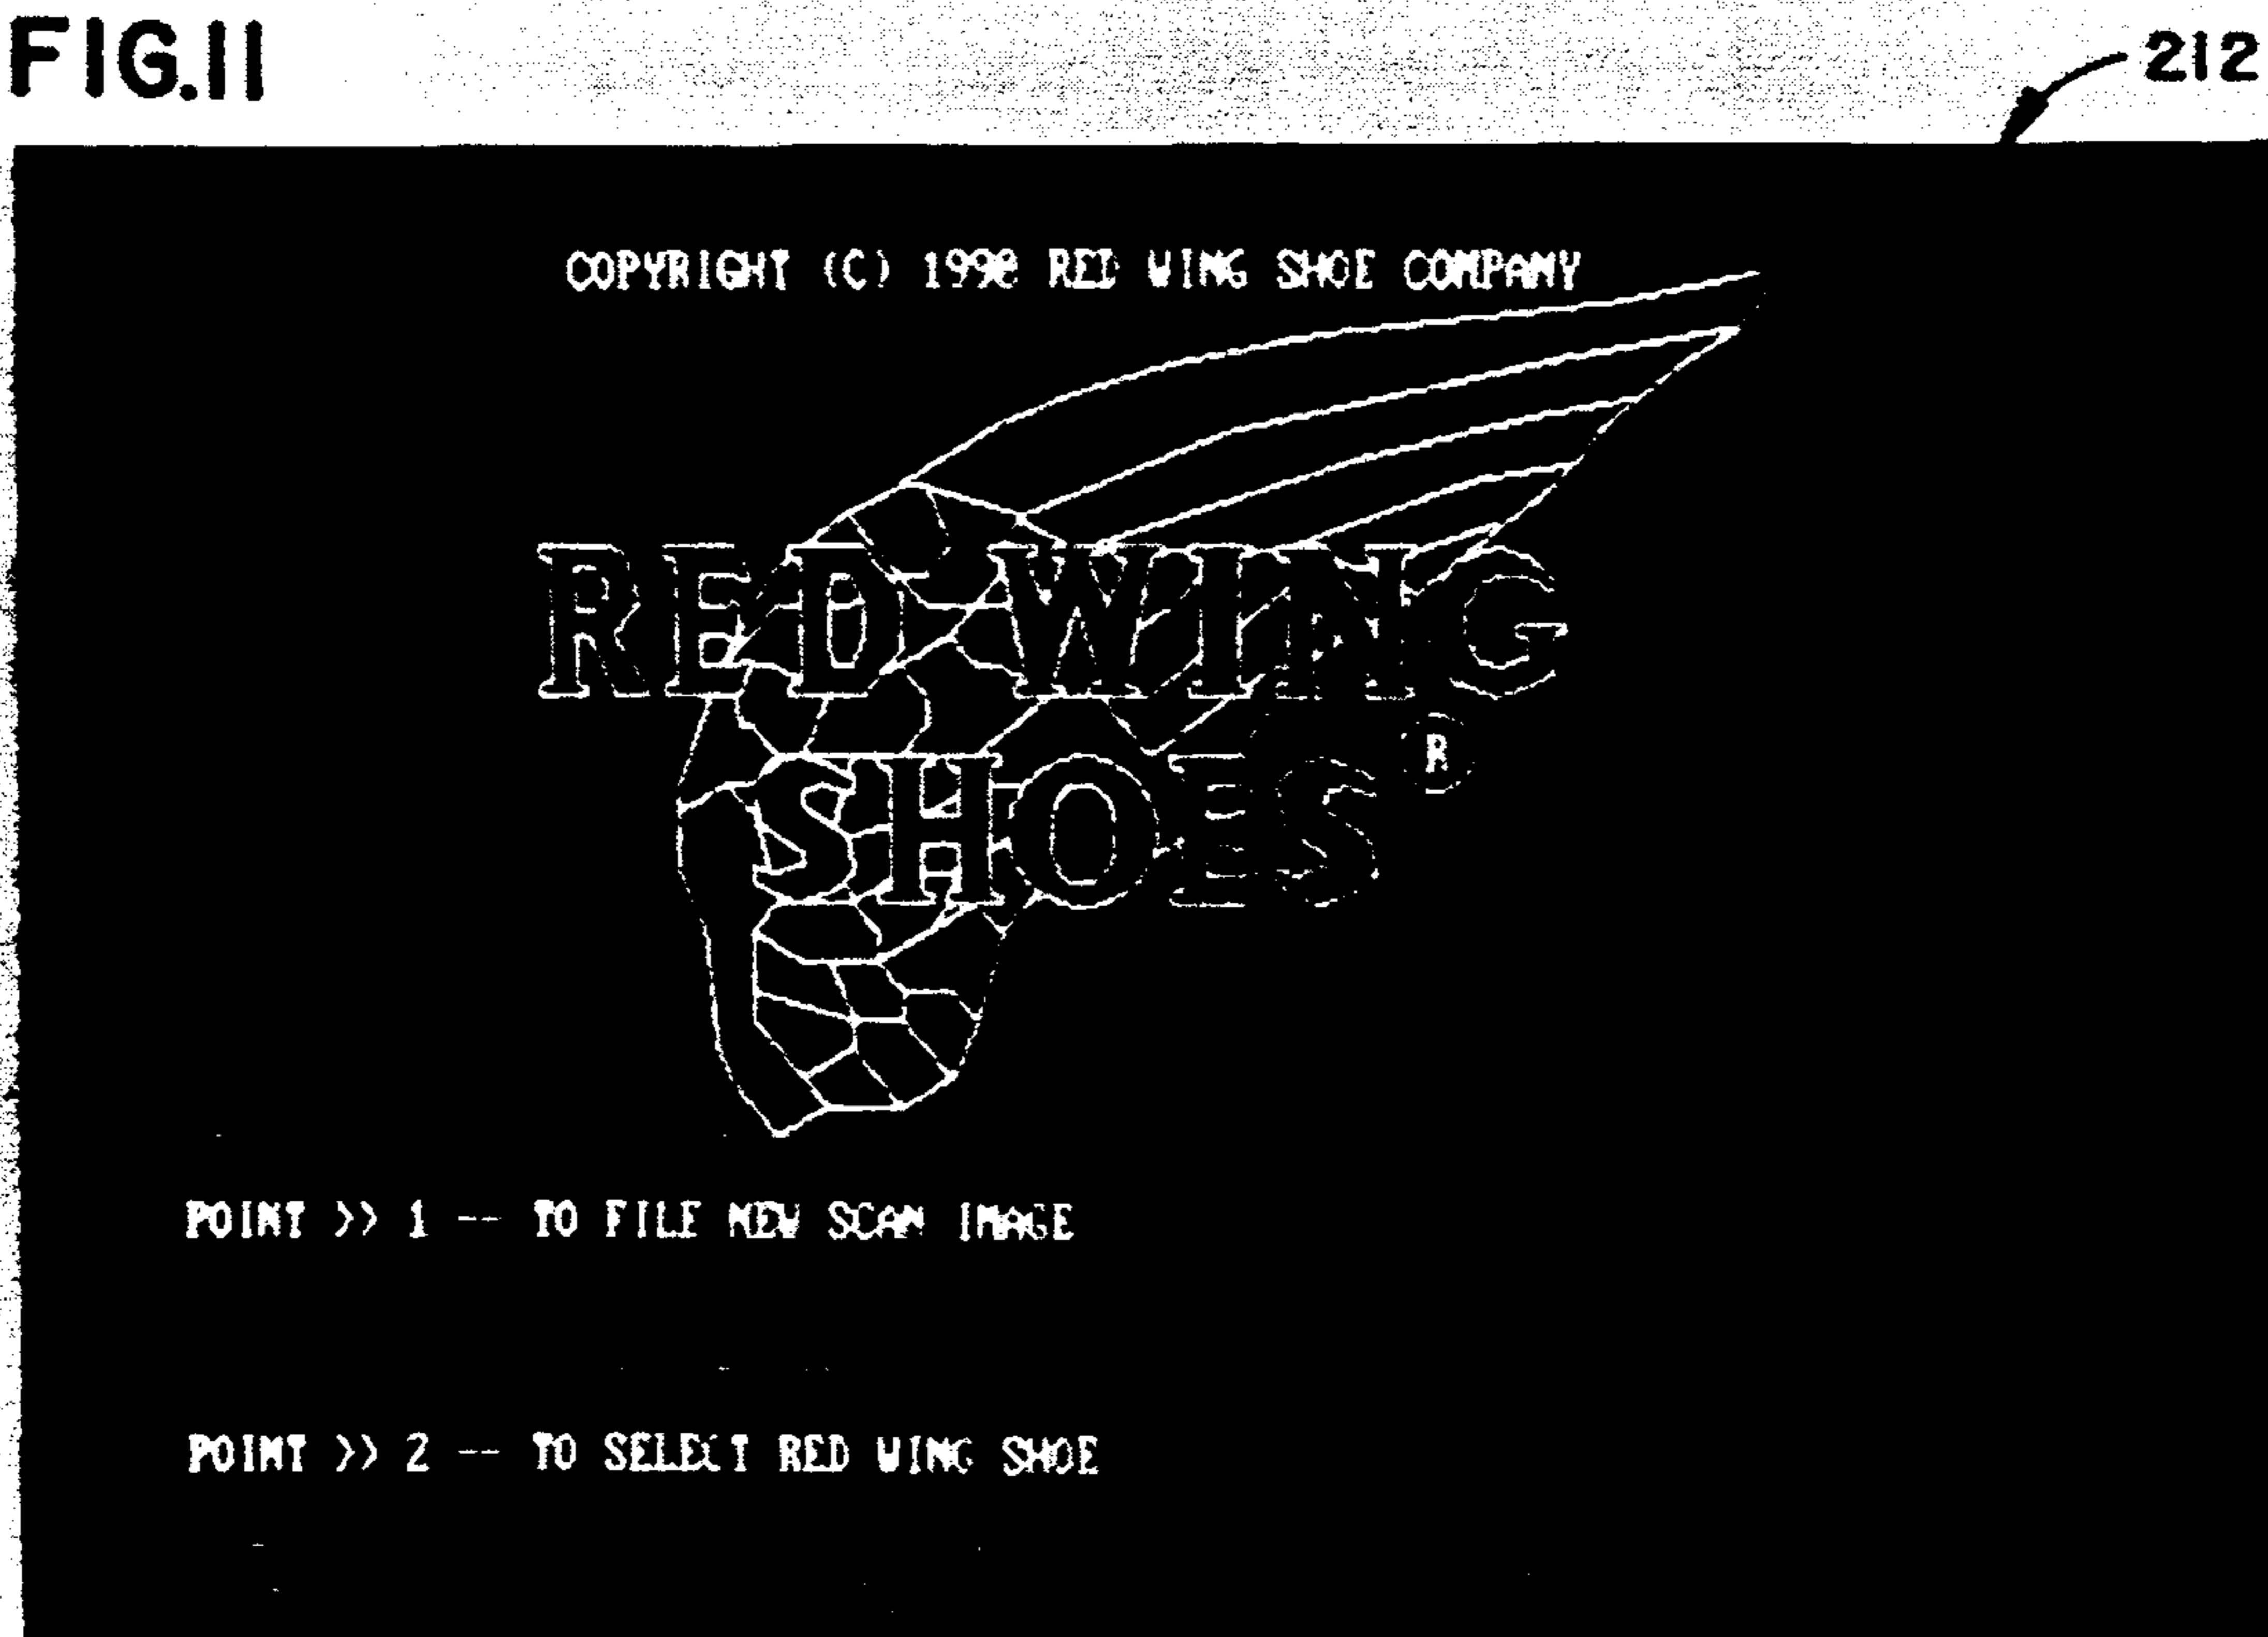 FIG.11
212
COPYRIGHT (C) RED WING SHOE COMPANY
RED WING
SHOES
®
POINT >> 1 -- TO FILE NEW SCAN IMAGE
POINT >> 2 -- TO SELECT RED WING SHOE